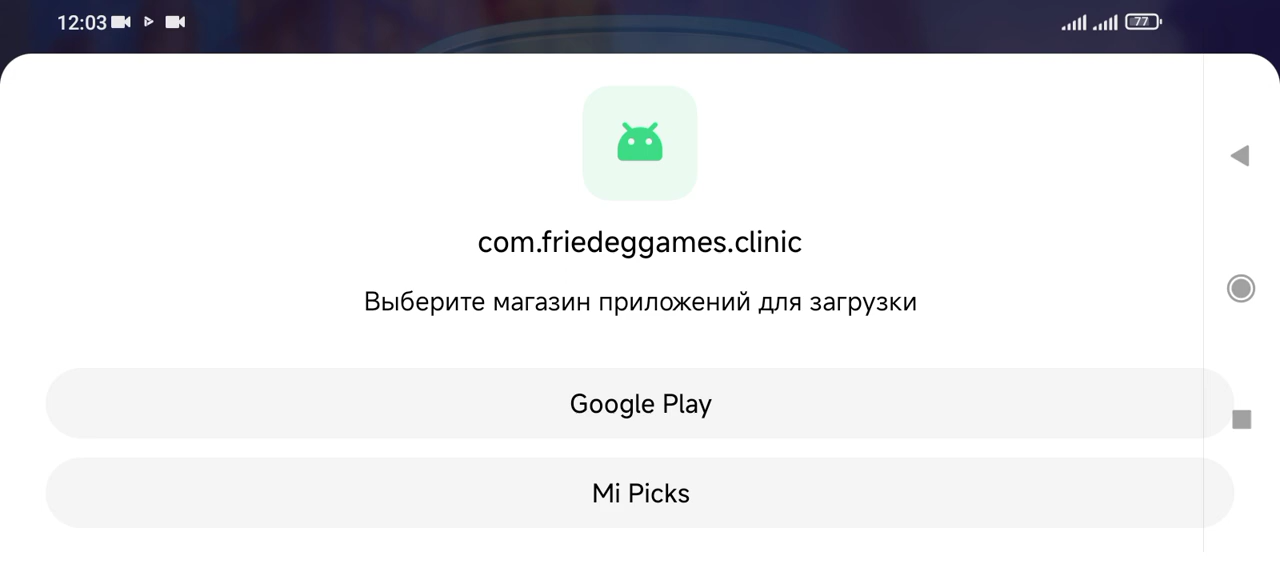 12:03
77
com.friedeggames.clinic
Выберите магазин приложений для загрузки
Google Play
Mi Picks